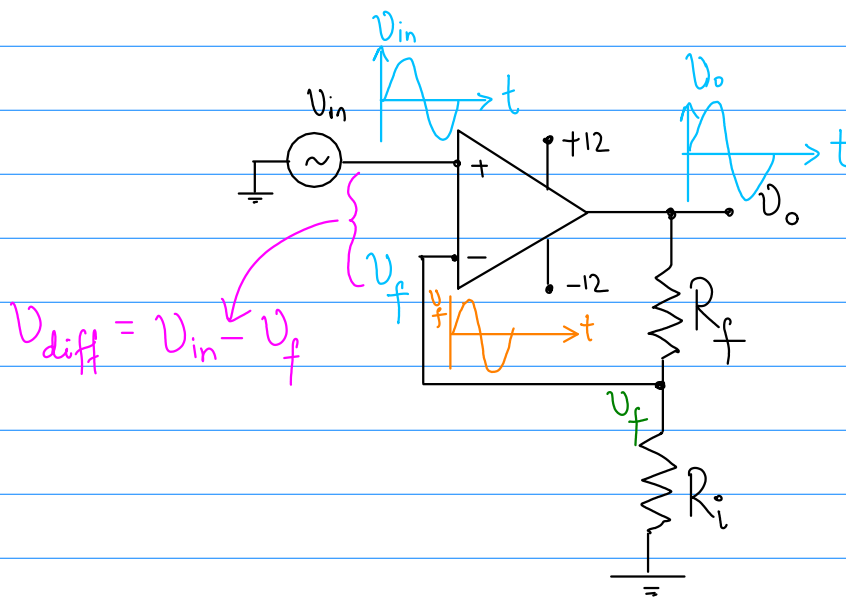 Vin
t
Vo
t
Vin
~
+
+12
Vo
Vf
−
−12
Vf
t
Rf
Vdiff = Vin − Vf
Vf
Ri